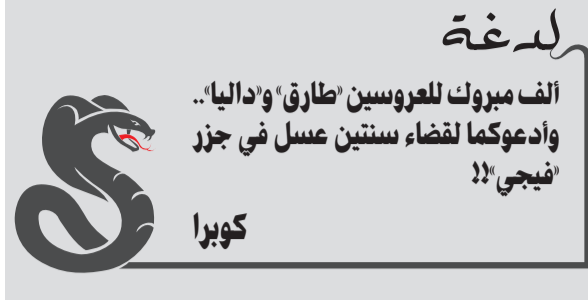 لدغة
ألف مبروك للعروسين «طارق» و«داليا»..
وأدعوكما لقضاء سنتين عسل في جزر
«فيجي»!!
كوبرا